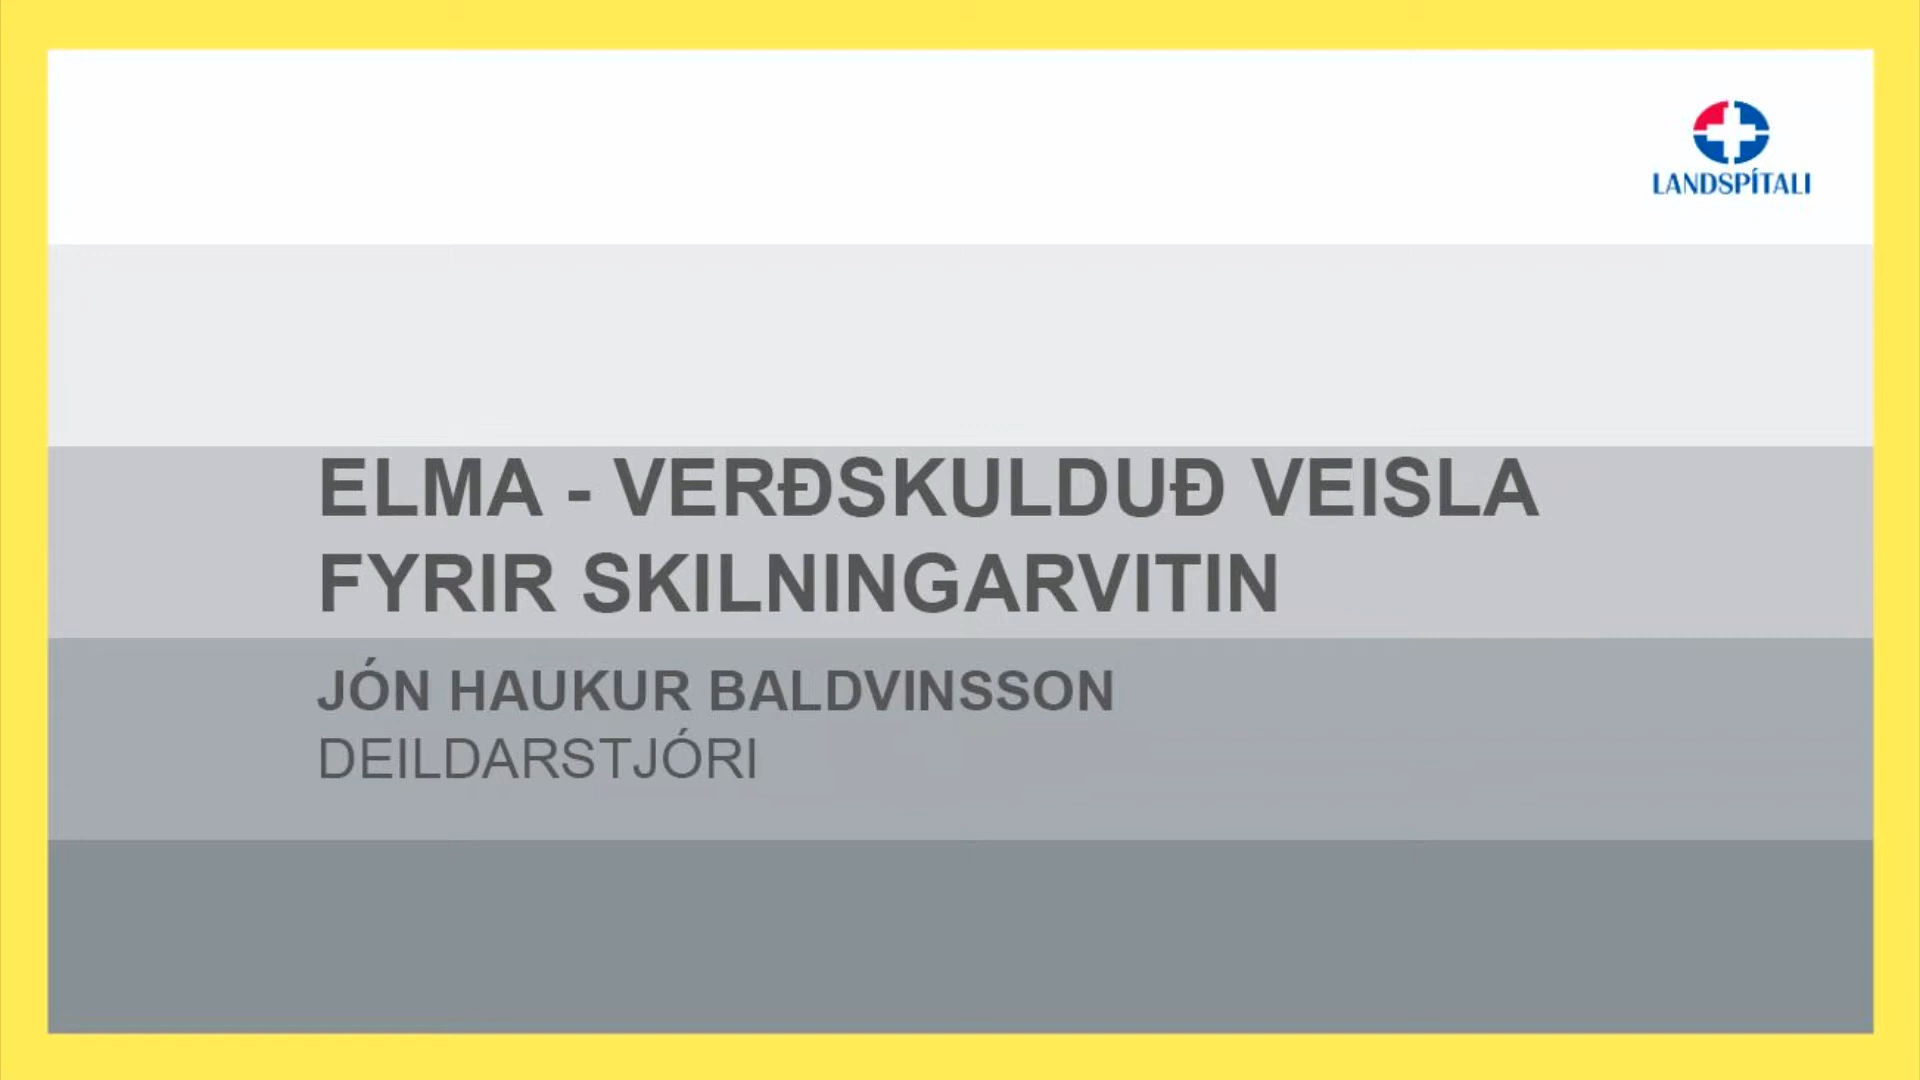 LANDSPÍTALI
ELMA - VERÐSKULDUÐ VEISLA
FYRIR SKILNINGARVITIN
JÓN HAUKUR BALDVINSSON
DEILDARSTJÓRI